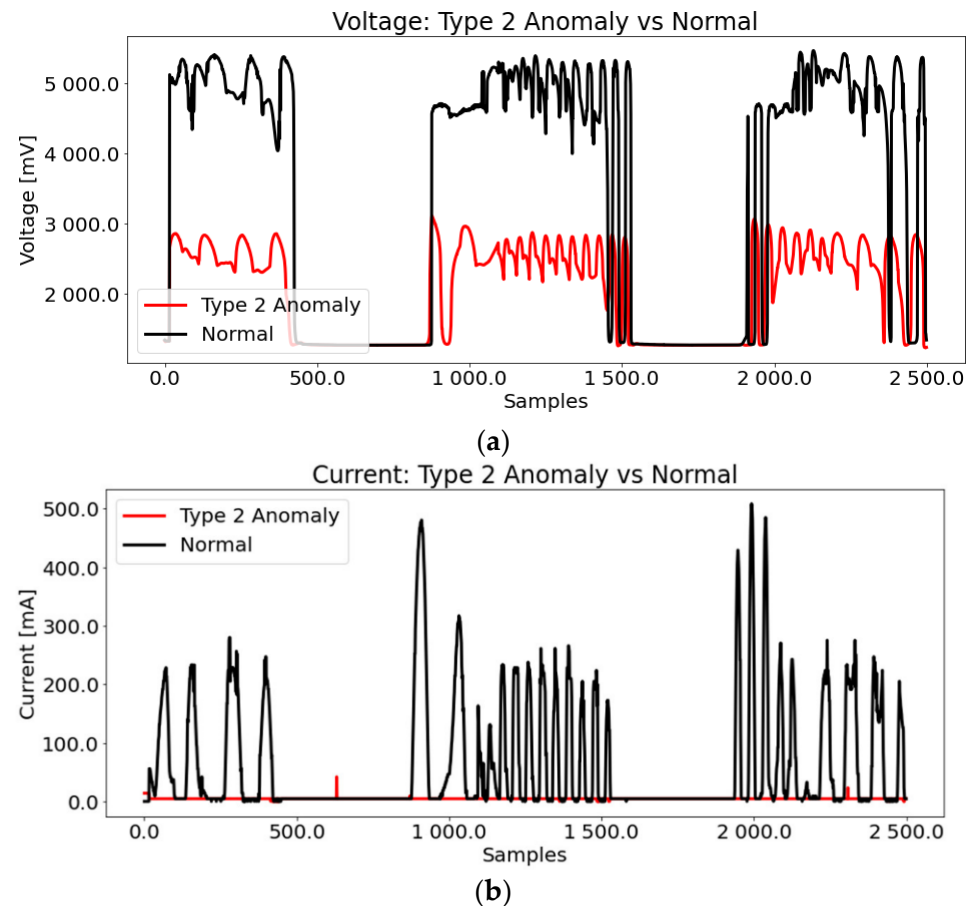 Voltage: Type 2 Anomaly vs Normal
Voltage [mV]
5 000.0
4 000.0
3 000.0
2 000.0
Type 2 Anomaly
Normal
0.0 500.0 1 000.0 1 500.0 2 000.0 2 500.0
Samples
(a)
Current: Type 2 Anomaly vs Normal
Current [mA]
500.0
400.0
300.0
200.0
100.0
0.0
Type 2 Anomaly
Normal
0.0 500.0 1 000.0 1 500.0 2 000.0 2 500.0
Samples
(b)